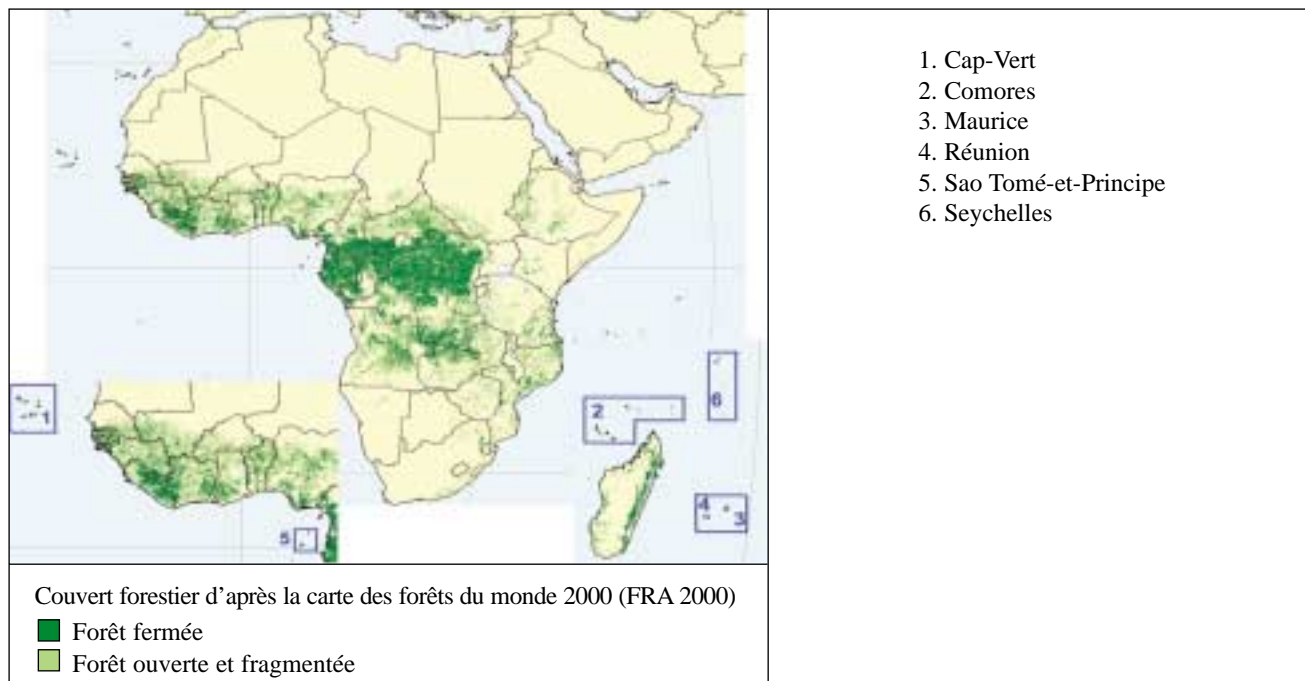 1. Cap-Vert
2. Comores
3. Maurice
4. Réunion
5. Sao Tomé-et-Principe
6. Seychelles
6
1
2
4
3
5
Couvert forestier d'après la carte des forêts du monde 2000 (FRA 2000)
Forêt fermée
Forêt ouverte et fragmentée